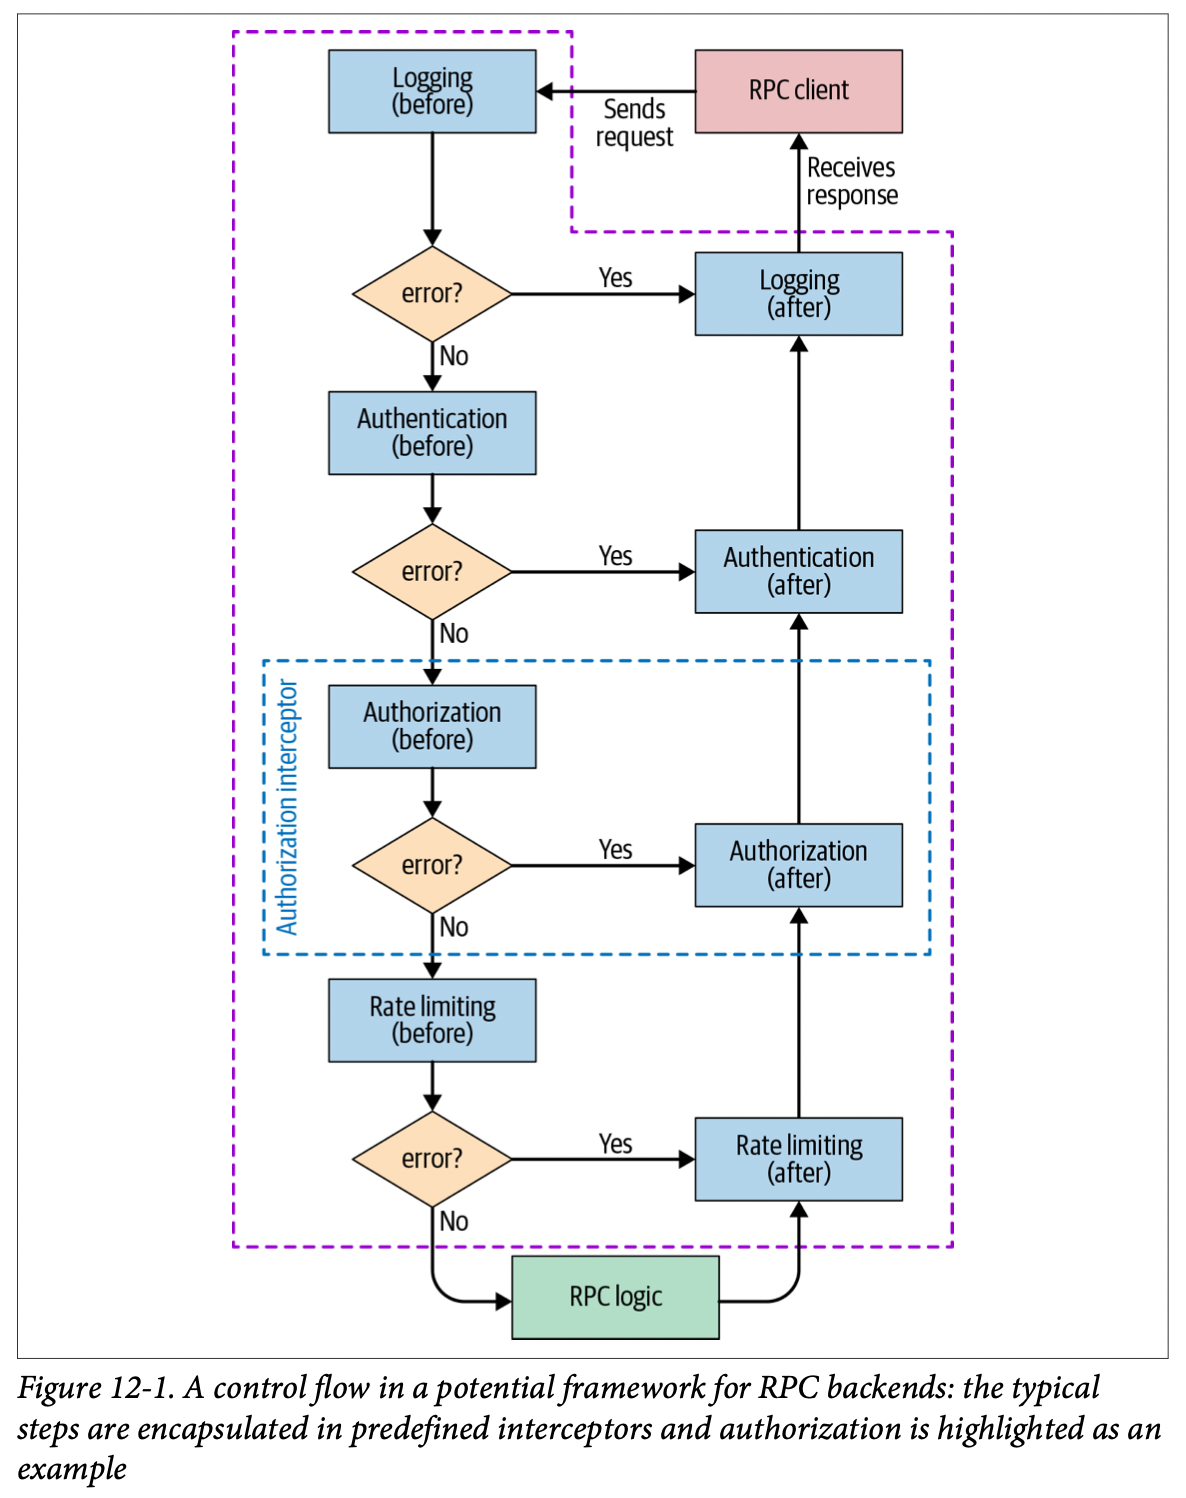 Logging
(before)
RPC client
Sends
request
Receives
response
error?
Yes
Logging
(after)
No
Authentication
(before)
error?
Yes
Authentication
(after)
No
Authorization interceptor
Authorization
(before)
error?
Yes
Authorization
(after)
No
Rate limiting
(before)
error?
Yes
Rate limiting
(after)
No
RPC logic
Figure 12-1. A control flow in a potential framework for RPC backends: the typical
steps are encapsulated in predefined interceptors and authorization is highlighted as an
example